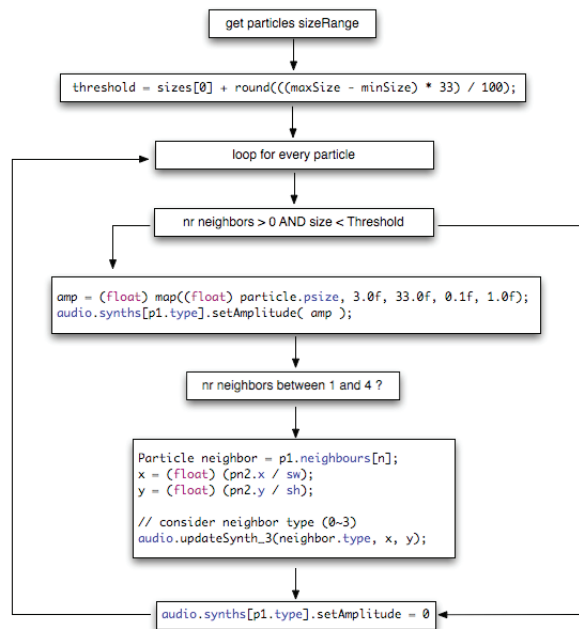 get particles sizeRange
threshold = sizes[0] + round(((maxSize - minSize) * 33) / 100);
loop for every particle
nr neighbors > 0 AND size < Threshold
amp = (float) map((float) particle.psize, 3.0f, 33.0f, 0.1f, 1.0f);
audio.synths[p1.type].setAmplitude( amp );
nr neighbors between 1 and 4 ?
Particle neighbor = p1.neighbours[n];
x = (float) (pn2.x / sw);
y = (float) (pn2.y / sh);
// consider neighbor type (0~3)
audio.updateSynth_3(neighbor.type, x, y);
audio.synths[p1.type].setAmplitude = 0